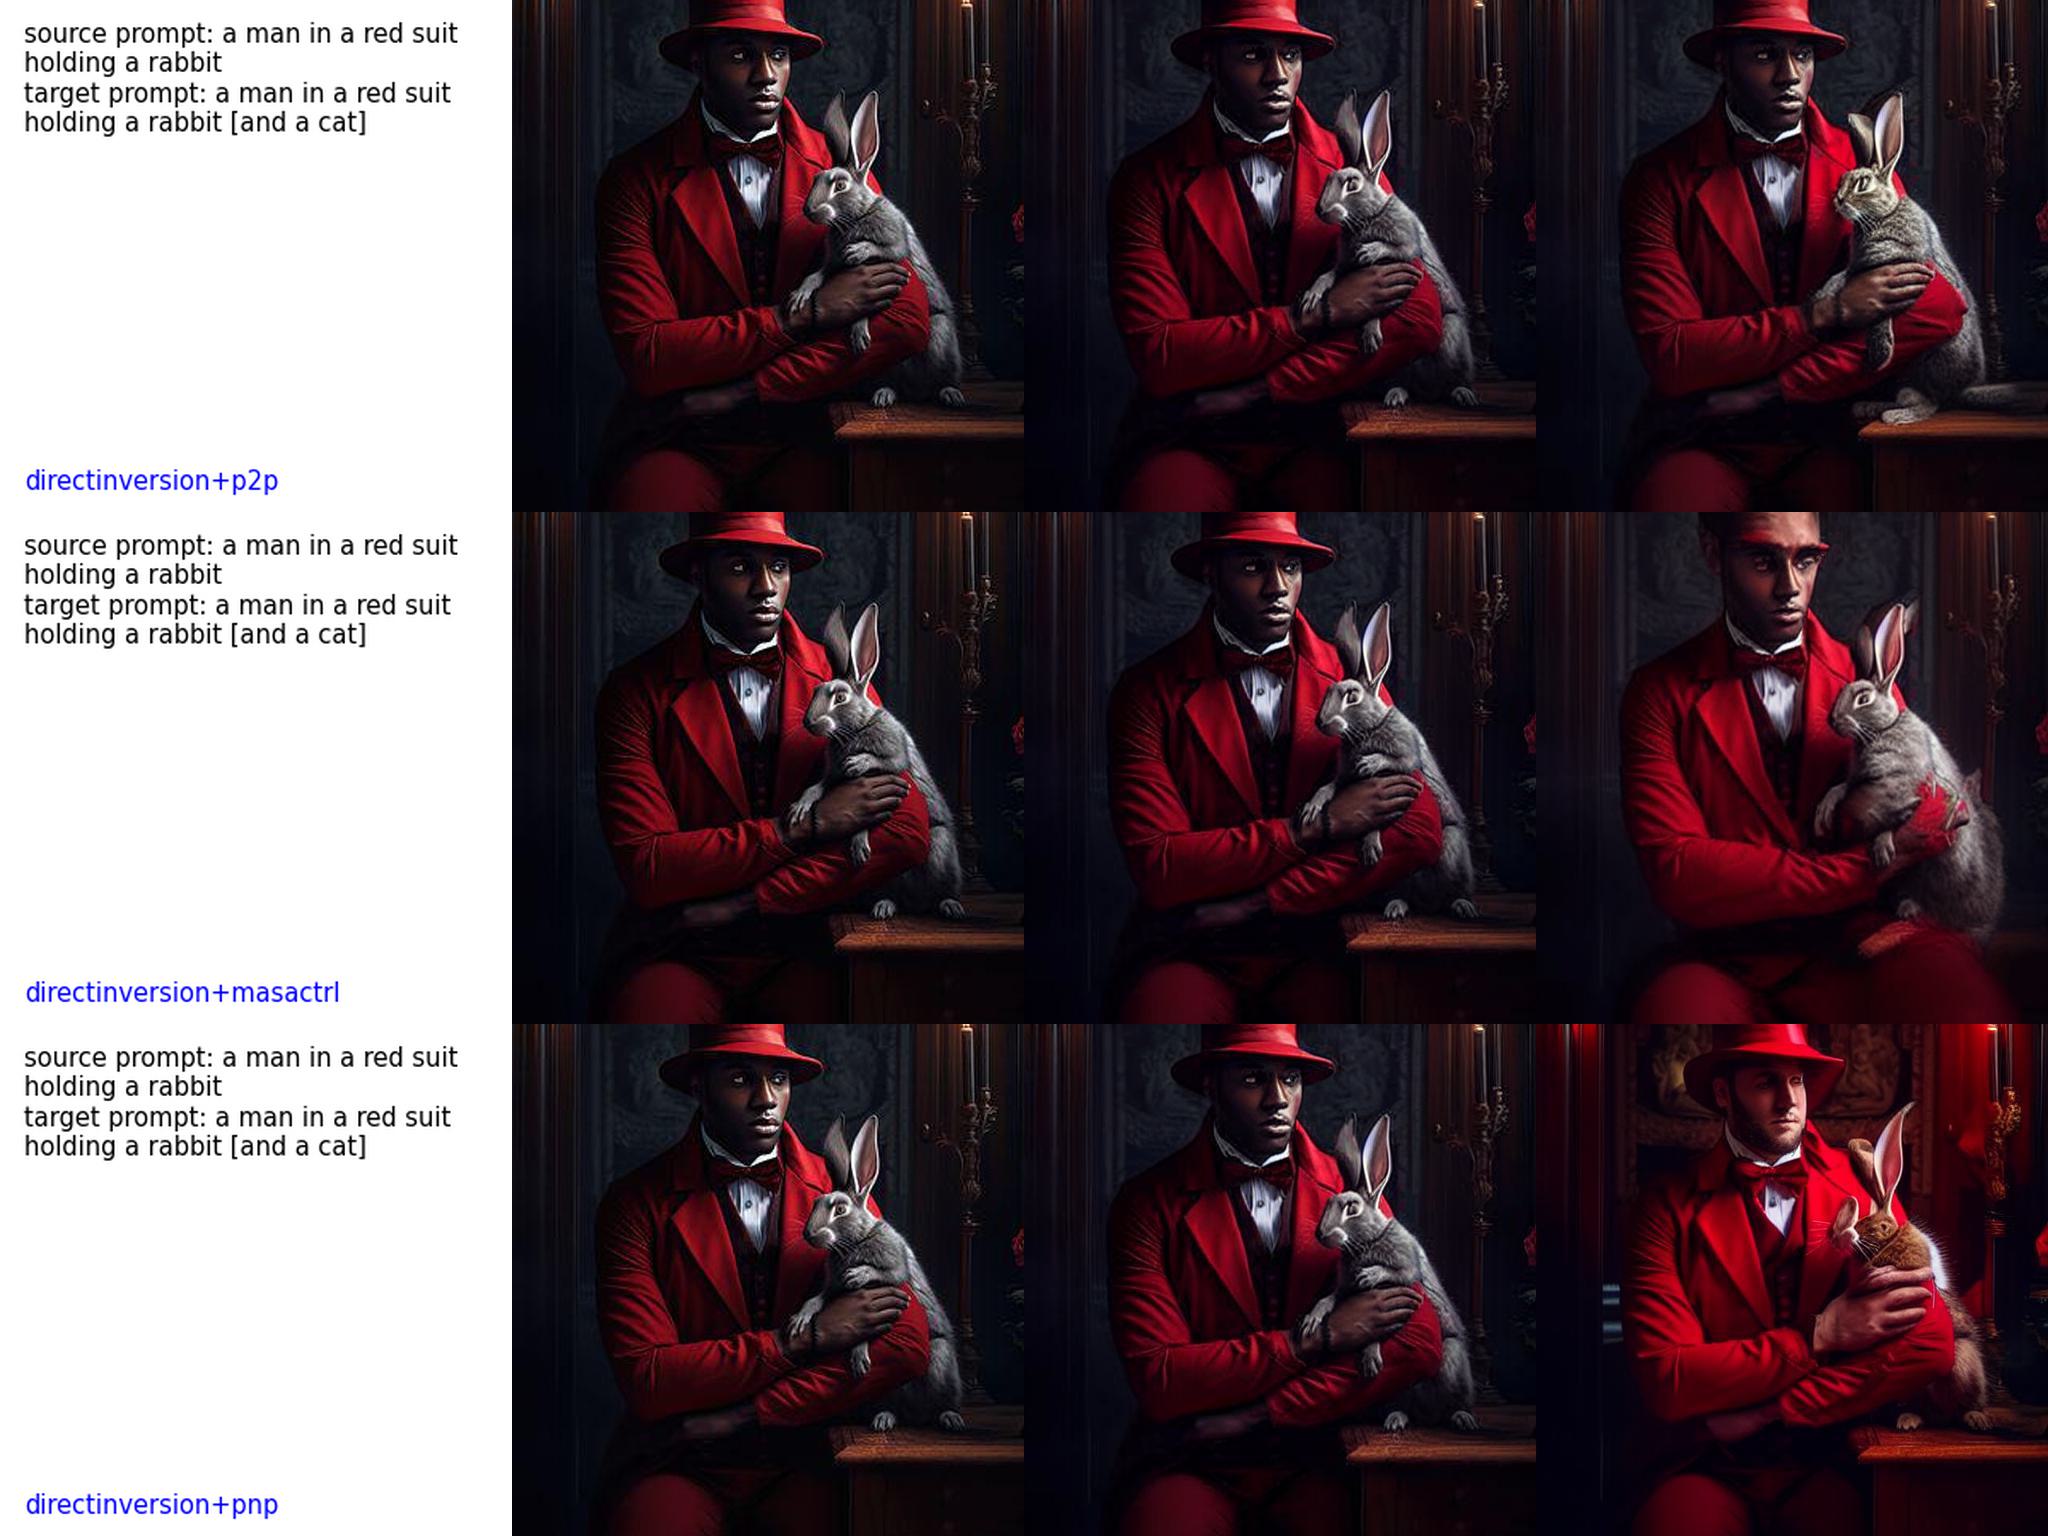 source prompt: a man in a red suit
holding a rabbit
target prompt: a man in a red suit
holding a rabbit [and a cat]
directinversion+p2p
source prompt: a man in a red suit
holding a rabbit
target prompt: a man in a red suit
holding a rabbit [and a cat]
directinversion+masactrl
source prompt: a man in a red suit
holding a rabbit
target prompt: a man in a red suit
holding a rabbit [and a cat]
directinversion+pnp